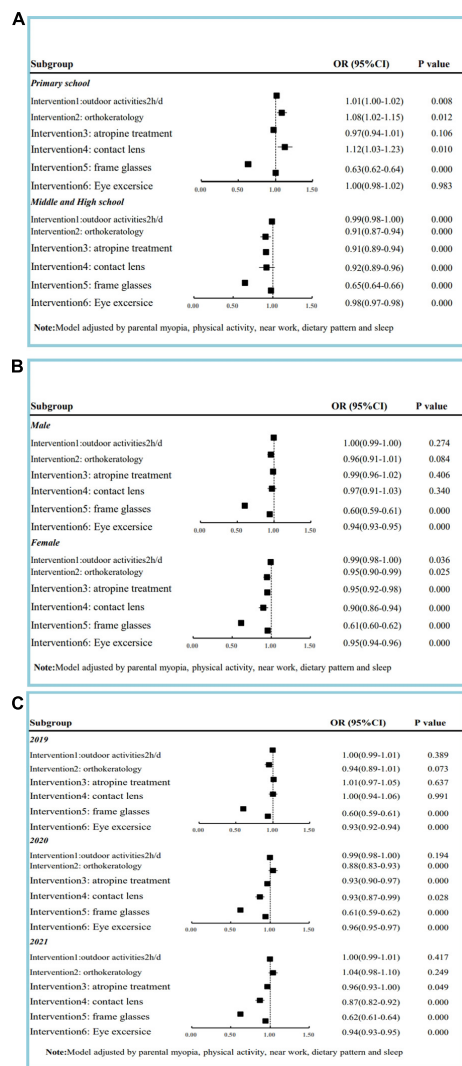 A
Subgroup OR (95%CI) P value
Primary school
Intervention1:outdoor activities2h/d 1.01(1.00-1.02) 0.008
Intervention2: orthokeratology 1.08(1.02-1.15) 0.012
Intervention3: atropine treatment 0.97(0.94-1.01) 0.106
Intervention4: contact lens 1.12(1.03-1.23) 0.010
Intervention5: frame glasses 0.63(0.62-0.64) 0.000
Intervention6: Eye excersice 1.00(0.98-1.02) 0.983
0.00 0.50 1.00 1.50
Middle and High school
Intervention1:outdoor activities2h/d 0.99(0.98-1.00) 0.000
Intervention2: orthokeratology 0.91(0.87-0.94) 0.000
Intervention3: atropine treatment 0.91(0.89-0.94) 0.000
Intervention4: contact lens 0.92(0.89-0.96) 0.000
Intervention5: frame glasses 0.65(0.64-0.66) 0.000
Intervention6: Eye excersice 0.98(0.97-0.98) 0.000
0.00 0.50 1.00 1.50
Note:Model adjusted by parental myopia, physical activity, near work, dietary pattern and sleep
B
Subgroup OR (95%CI) P value
Male
Intervention1:outdoor activities2h/d 1.00(0.99-1.00) 0.274
Intervention2: orthokeratology 0.96(0.91-1.01) 0.084
Intervention3: atropine treatment 0.99(0.96-1.02) 0.406
Intervention4: contact lens 0.97(0.91-1.03) 0.340
Intervention5: frame glasses 0.60(0.59-0.61) 0.000
Intervention6: Eye excersice 0.94(0.93-0.95) 0.000
0.00 0.50 1.00 1.50
Female
Intervention1:outdoor activities2h/d 0.99(0.98-1.00) 0.036
Intervention2: orthokeratology 0.95(0.90-0.99) 0.025
Intervention3: atropine treatment 0.95(0.92-0.98) 0.000
Intervention4: contact lens 0.90(0.86-0.94) 0.000
Intervention5: frame glasses 0.61(0.60-0.62) 0.000
Intervention6: Eye excersice 0.95(0.94-0.96) 0.000
0.00 0.50 1.00 1.50
Note:Model adjusted by parental myopia, physical activity, near work, dietary pattern and sleep
C
Subgroup OR (95%CI) P value
2019
Intervention1:outdoor activities2h/d 1.00(0.99-1.01) 0.389
Intervention2: orthokeratology 0.94(0.89-1.01) 0.073
Intervention3: atropine treatment 1.01(0.97-1.05) 0.637
Intervention4: contact lens 1.00(0.94-1.06) 0.991
Intervention5: frame glasses 0.60(0.59-0.61) 0.000
Intervention6: Eye excersice 0.93(0.92-0.94) 0.000
0.00 0.50 1.00 1.50
2020
Intervention1:outdoor activities2h/d 0.99(0.98-1.00) 0.194
Intervention2: orthokeratology 0.88(0.83-0.93) 0.000
Intervention3: atropine treatment 0.93(0.90-0.97) 0.000
Intervention4: contact lens 0.93(0.87-0.99) 0.028
Intervention5: frame glasses 0.61(0.59-0.62) 0.000
Intervention6: Eye excersice 0.96(0.95-0.97) 0.000
0.00 0.50 1.00 1.50
2021
Intervention1:outdoor activities2h/d 1.00(0.99-1.01) 0.417
Intervention2: orthokeratology 1.04(0.98-1.10) 0.249
Intervention3: atropine treatment 0.96(0.93-1.00) 0.049
Intervention4: contact lens 0.87(0.82-0.92) 0.000
Intervention5: frame glasses 0.62(0.61-0.64) 0.000
Intervention6: Eye excersice 0.94(0.93-0.95) 0.000
0.00 0.50 1.00 1.50
Note:Model adjusted by parental myopia, physical activity, near work, dietary pattern and sleep